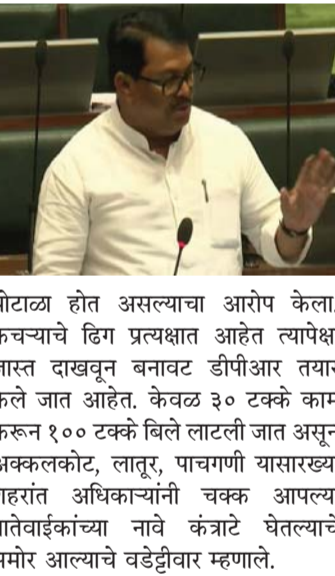 घोटाळा होत असल्याचा आरोप केला.
कचऱ्याचे ढिग प्रत्यक्षात आहेत त्यापेक्षा
जास्त दाखवून बनावट डीपीआर तयार
केले जात आहेत. केवळ ३० टक्के काम
करून १०० टक्के बिले लाटली जात असून
अक्कलकोट, लातूर, पाचगणी यासारख्या
शहरांत अधिकाऱ्यांनी चक्क आपल्या
नातेवाईकांच्या नावे कंत्राटे घेतल्याचे
समोर आल्याचे वडेट्टीवार म्हणाले.